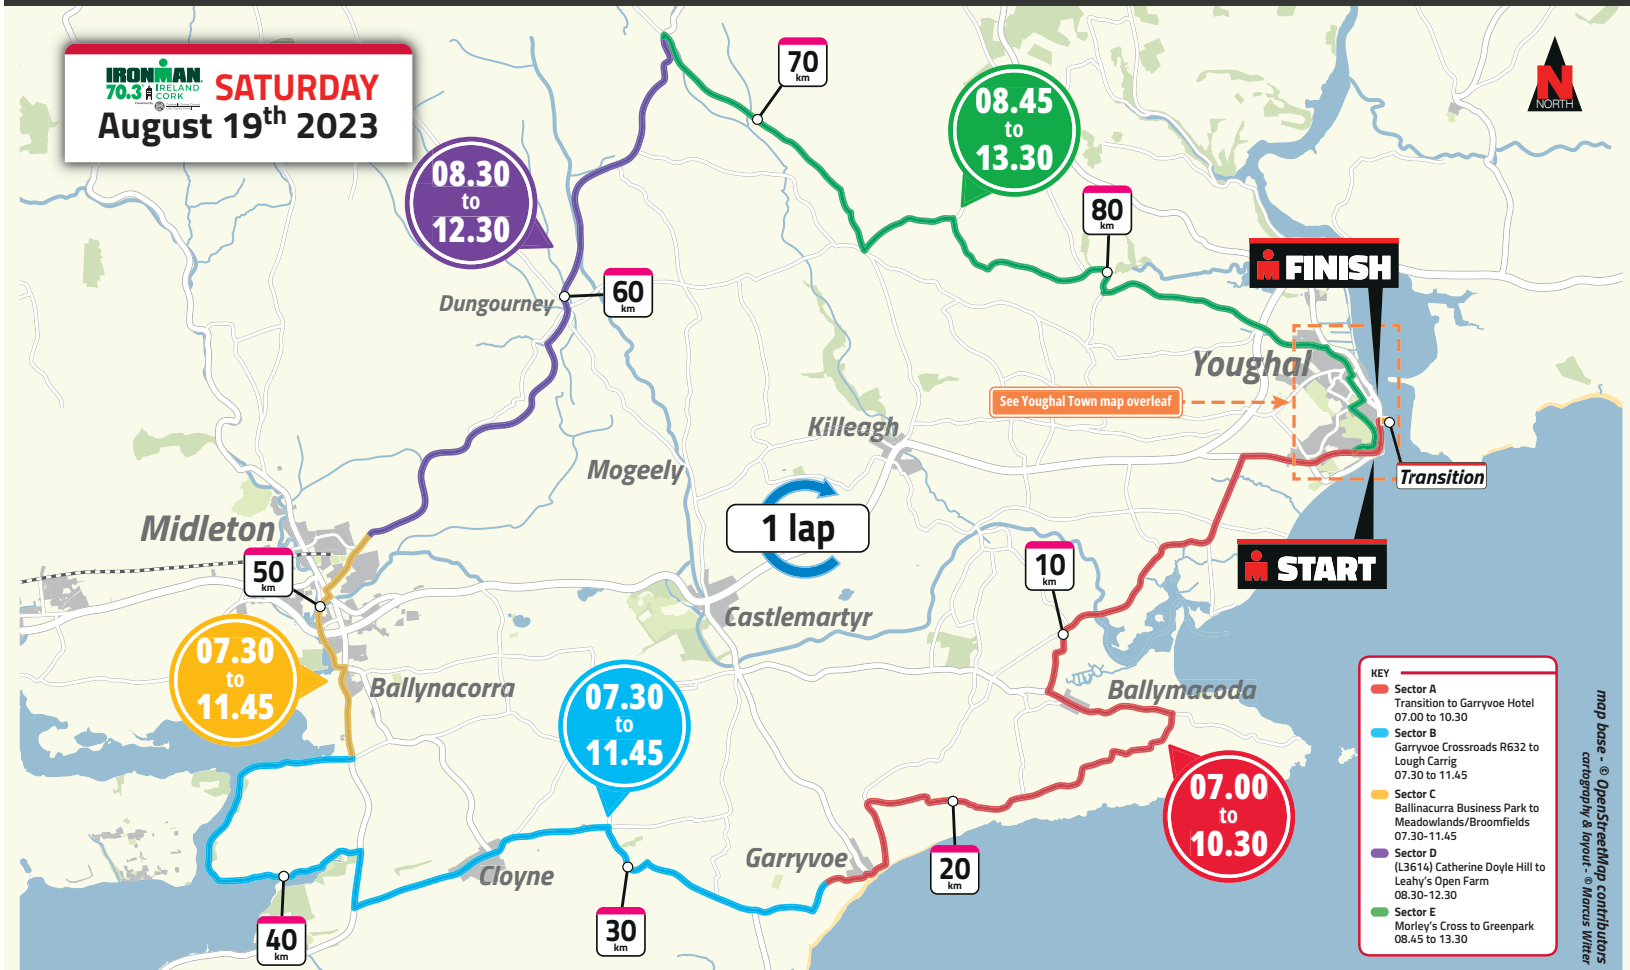 IRONMAN
70.3
IRELAND
CORK
SATURDAY
August 19th 2023
70
km
08.45
to
13.30
NORTH
08.30
to
12.30
80
km
FINISH
60
km
Dungourney
Youghal
See Youghal Town map overleaf
Killeagh
Mogeely
Transition
Midleton
1 lap
50
km
10
km
START
Castlemartyr
07.30
to
11.45
Ballynacorra
07.30
to
11.45
Ballymacoda
07.00
to
10.30
Garryvoe
Cloyne
20
km
30
km
40
km
KEY
Sector A
Transition to Garryvoe Hotel
07.00 to 10.30
Sector B
Garryvoe Crossroads R632 to
Lough Carrig
07.30 to 11.45
Sector C
Ballinacurra Business Park to
Meadowlands/Broomfields
07.30-11.45
Sector D
(L3614) Catherine Doyle Hill to
Leahy's Open Farm
08.30-12.30
Sector E
Morley's Cross to Greenpark
08.45 to 13.30
map base - © OpenStreetMap contributors
cartography & layout - © Marcus Witter